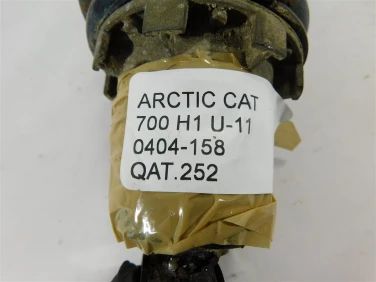 ARCTIC CAT
700 H1 U-11
0404-158
QAT.252